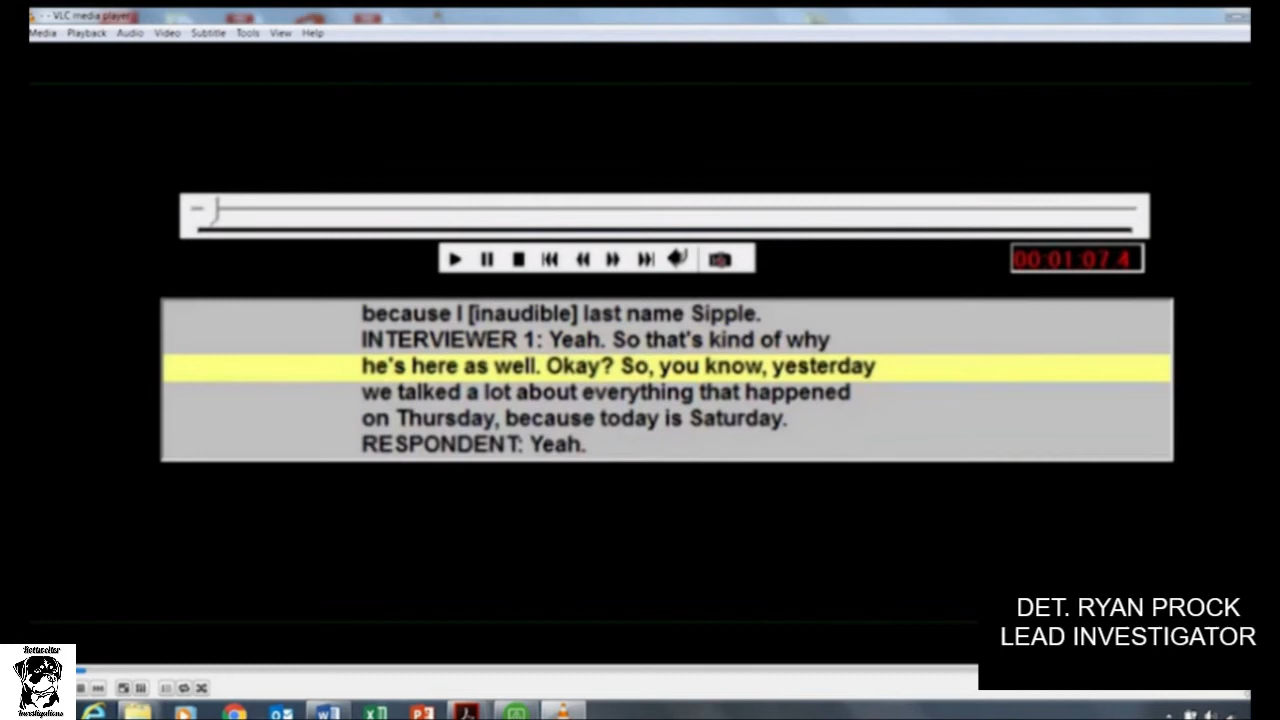 - - VLC media player
Media Playback Audio Video Subtitle Tools View Help
00:01:07.4
because I [inaudible] last name Sipple.
INTERVIEWER 1: Yeah. So that's kind of why
he's here as well. Okay? So, you know, yesterday
we talked a lot about everything that happened
on Thursday, because today is Saturday.
RESPONDENT: Yeah.
DET. RYAN PROCK
LEAD INVESTIGATOR
Rottweiler
Investigations